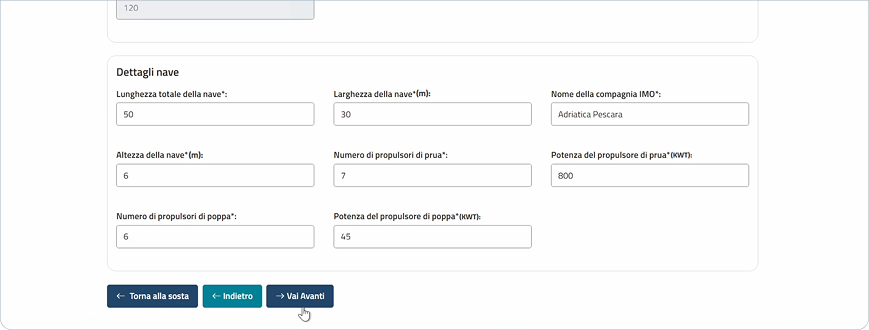 120
Dettagli nave
Lunghezza totale della nave*:
Larghezza della nave*(m):
Nome della compagnia IMO*:
50
30
Adriatica Pescara
Altezza della nave*(m):
Numero di propulsori di prua*:
Potenza del propulsore di prua*(KWT):
6
7
800
Numero di propulsori di poppa*:
Potenza del propulsore di poppa*(KWT):
6
45
← Torna alla sosta
← Indietro
→ Vai Avanti